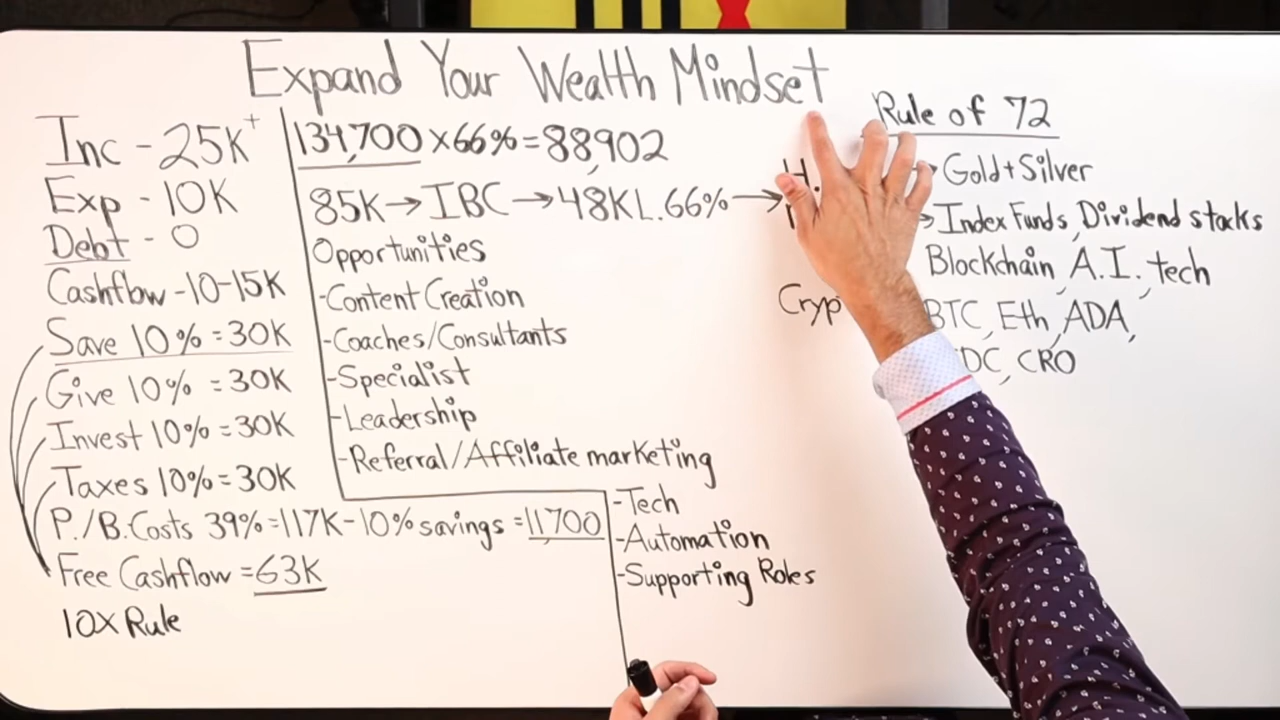 Expand Your Wealth Mindset
Inc - 25K+
Exp - 10K
Debt - 0
Cashflow - 10-15K
Save 10% = 30K
Give 10% = 30K
Invest 10% = 30K
Taxes 10% = 30K
P./B. Costs 39% = 117K - 10% savings = 11,700
Free Cashflow = 63K
10X Rule
134,700 x 66% = 88,902
85K → IBC → 48K L. 66% →
Opportunities
- Content Creation
- Coaches/Consultants
- Specialist
- Leadership
- Referral/Affiliate marketing
- Tech
- Automation
- Supporting Roles
Rule of 72
H.
Gold + Silver
Index Funds, Dividend stocks
Blockchain, A.I., tech
Cryp
BTC, Eth, ADA,
DC, CRO